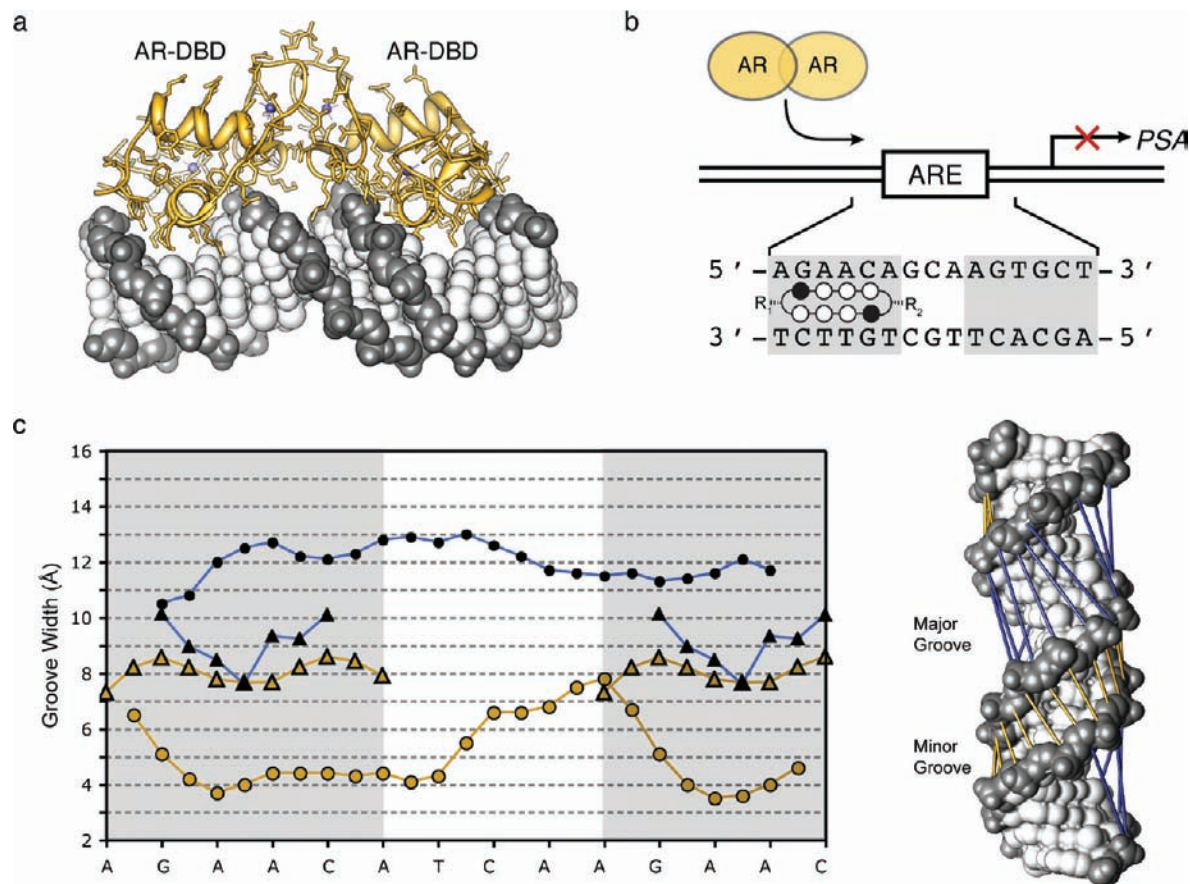 a
AR-DBD
AR-DBD
b
AR
AR
ARE
PSA
5 ′ –AGAACAGCAAGTGCT–3 ′
R1
R2
3 ′ –TCTTGTCGTTCACGA–5 ′
c
Groove Width (Å)
16
14
12
10
8
6
4
2
A G A A C A T C A A G A A C
Major
Groove
Minor
Groove